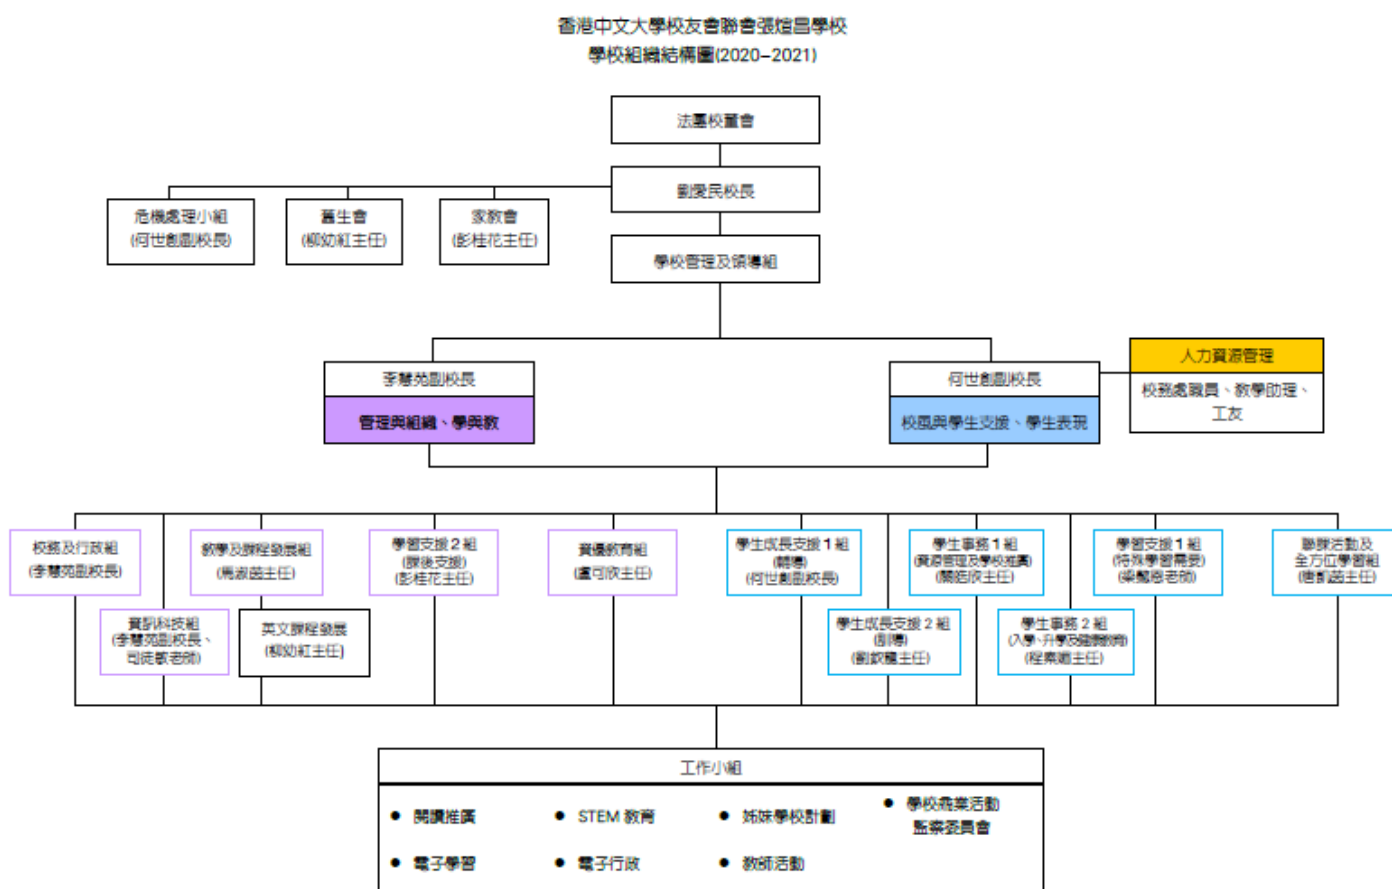 香港中文大學校友會聯會張煊昌學校
學校組織結構圖(2020-2021)
法團校董會
劉愛民校長
危機處理小組
(何世創副校長)
舊生會
(柳幼紅主任)
家教會
(彭桂花主任)
學校管理及領導組
李慧苑副校長
管理與組織、學與教
何世創副校長
校風與學生支援、學生表現
人力資源管理
校務處職員、教學助理、
工友
校務及行政組
(李慧苑副校長)
教學及課程發展組
(馬淑茵主任)
學習支援2組
(課後支援)
彭桂花主任)
資優教育組
(盧可欣主任)
學生成長支援1組
(輔導)
(何世創副校長)
學生事務1組
(資源管理及學校推廣)
(關皓欣主任)
學習支援1組
(特殊學習需要)
(梁懿恩老師)
聯課活動及
全方位學習組
(唐凱茵主任)
資訊科技組
(李慧苑副校長、
司徒敏老師)
英文課程發展
(柳幼紅主任)
學生成長支援2組
(訓導)
(劉欽龍主任)
學生事務2組
(入學、升學及健康教育)
(程素媚主任)
工作小組
● 閱讀推廣
● STEM 教育
● 姊妹學校計劃
● 學校商業活動
監察委員會
● 電子學習
● 電子行政
● 教師活動